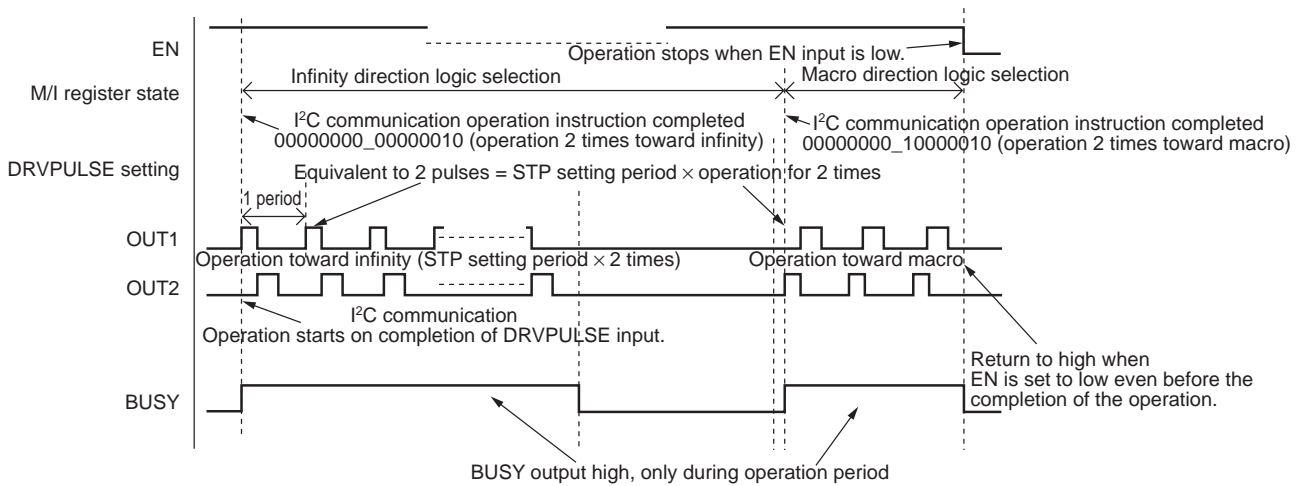 EN
Operation stops when EN input is low.
Infinity direction logic selection
Macro direction logic selection
M/I register state
I²C communication operation instruction completed
00000000_00000010 (operation 2 times toward infinity)
I²C communication operation instruction completed
00000000_10000010 (operation 2 times toward macro)
DRVPULSE setting
Equivalent to 2 pulses = STP setting period × operation for 2 times
1 period
OUT1
Operation toward infinity (STP setting period × 2 times)
Operation toward macro
OUT2
I²C communication
Operation starts on completion of DRVPULSE input.
Return to high when
EN is set to low even before the
completion of the operation.
BUSY
BUSY output high, only during operation period